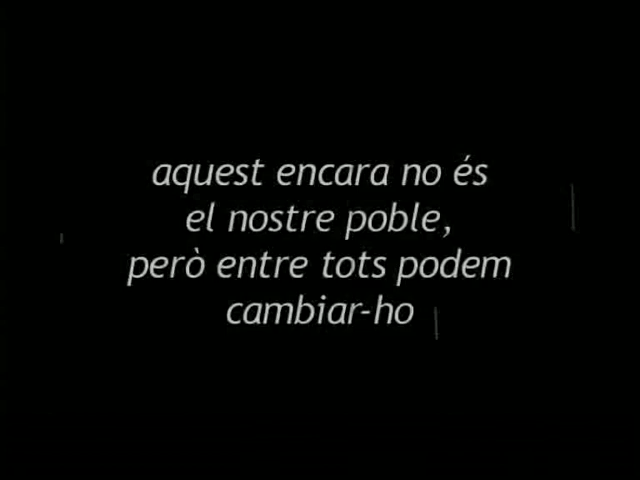 aquest encara no és
el nostre poble,
però entre tots podem
cambiar-ho